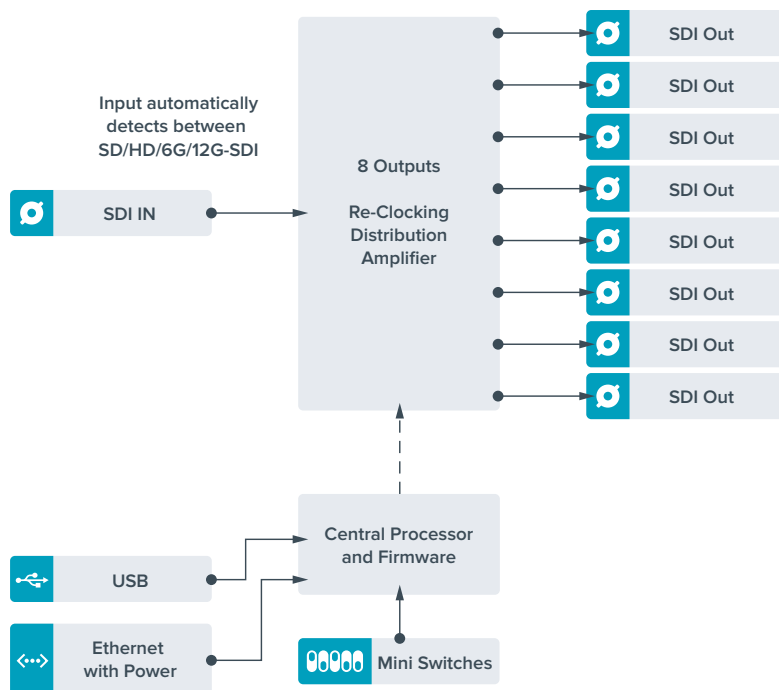 Input automatically
detects between
SD/HD/6G/12G-SDI
SDI IN
8 Outputs
Re-Clocking
Distribution
Amplifier
SDI Out
SDI Out
SDI Out
SDI Out
SDI Out
SDI Out
SDI Out
SDI Out
Central Processor
and Firmware
USB
Ethernet
with Power
Mini Switches